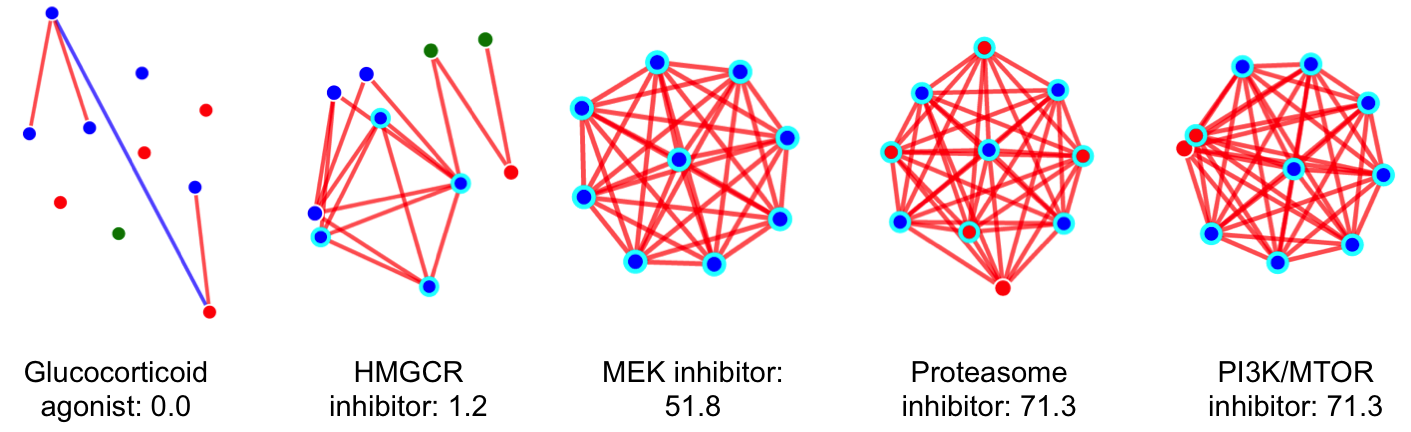 Glucocorticoid
agonist: 0.0
HMGCR
inhibitor: 1.2
MEK inhibitor:
51.8
Proteasome
inhibitor: 71.3
PI3K/MTOR
inhibitor: 71.3